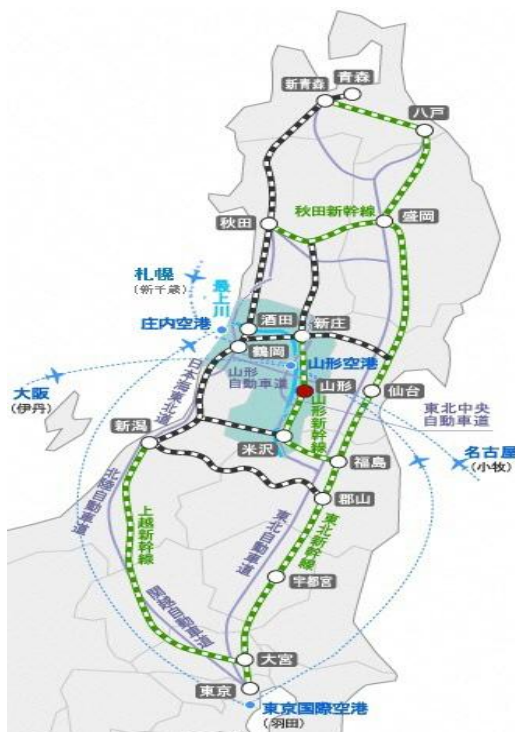 青森
新青森
八戸
秋田新幹線
盛岡
秋田
札幌
(新千歳)
最上川
庄内空港
酒田
新庄
鶴岡
山形空港
山形
自動車道
大阪
(伊丹)
日本海東北道
山形
仙台
山形新幹線
東北中央
自動車道
新潟
米沢
福島
名古屋
(小牧)
北陸自動車道
郡山
上越新幹線
東北自動車道
東北新幹線
宇都宮
関越自動車道
大宮
東京
東京国際空港
(羽田)